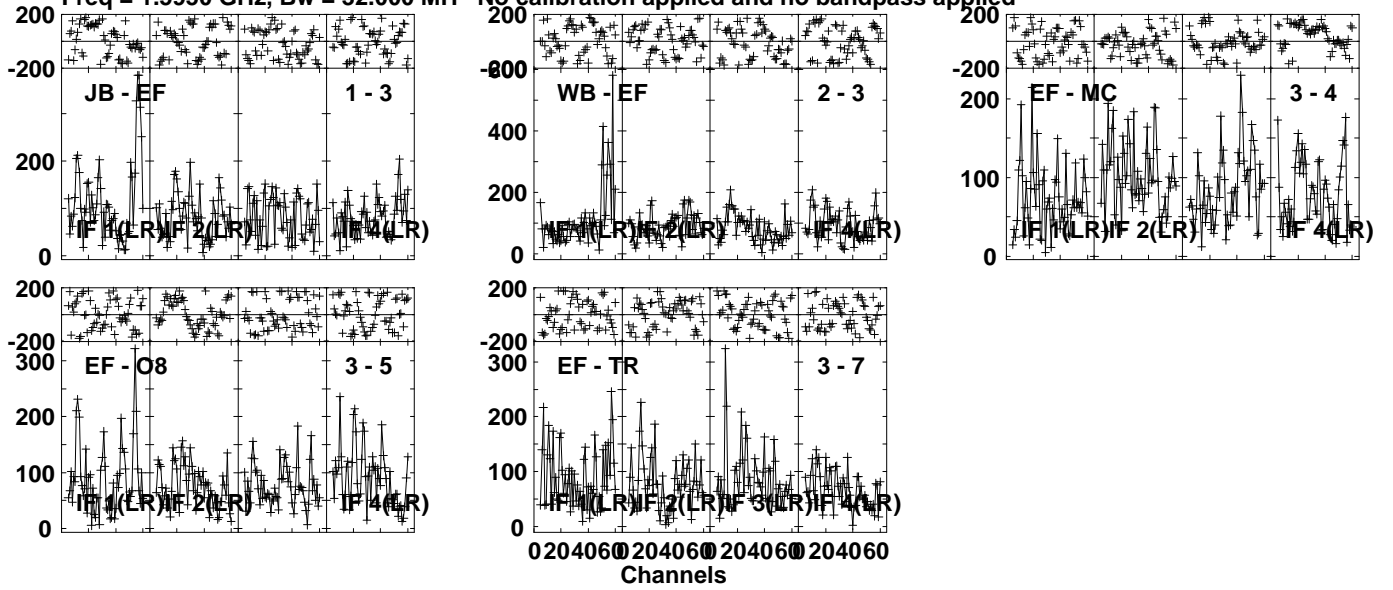 Freq = 1.5950 GHz, Bw = 32.000 MH No calibration applied and no bandpass applied
200
-200
JB - EF 1 - 3
200
0
IF 1(LR) IF 2(LR) IF 4(LR)
-200
600
WB - EF 2 - 3
400
200
0
IF 1(LR) IF 2(LR) IF 4(LR)
200
-200
EF - MC 3 - 4
200
100
0
IF 1(LR) IF 2(LR) IF 4(LR)
200
-200
EF - O8 3 - 5
300
200
100
0
IF 1(LR) IF 2(LR) IF 4(LR)
200
-200
EF - TR 3 - 7
300
200
100
0
IF 1(LR) IF 2(LR) IF 3(LR) IF 4(LR)
0 20 40 60 0 20 40 60 0 20 40 60 0 20 40 60
Channels